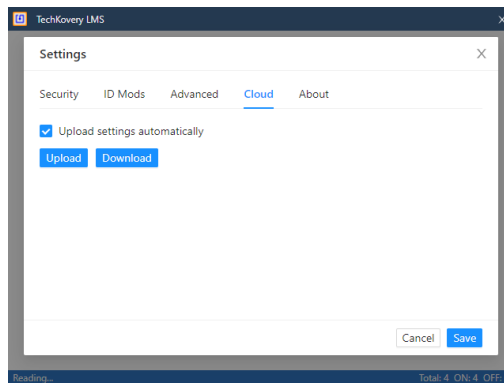 TechKovery LMS
Settings
Security ID Mods Advanced Cloud About
Upload settings automatically
Upload Download
Cancel Save
Reading... Total: 4 ON: 4 OFF: